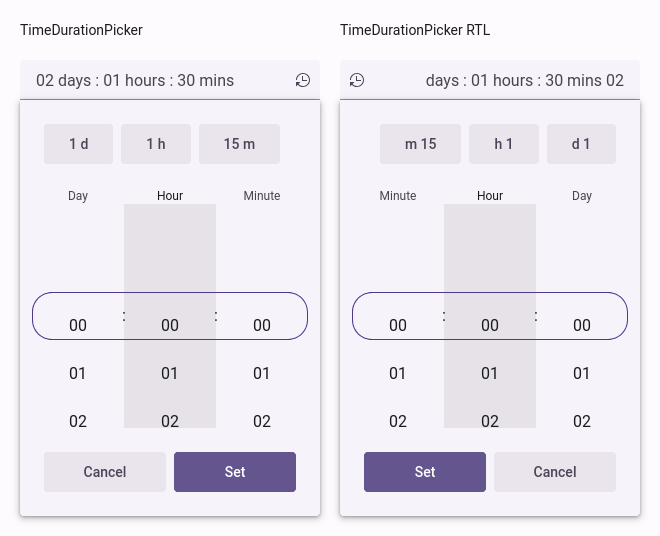 TimeDurationPicker
02 days : 01 hours : 30 mins
1 d 1 h 15 m
Day Hour Minute
: :
00 00 00
01 01 01
02 02 02
Cancel Set
TimeDurationPicker RTL
days : 01 hours : 30 mins 02
m 15 h 1 d 1
Minute Hour Day
: :
00 00 00
01 01 01
02 02 02
Set Cancel